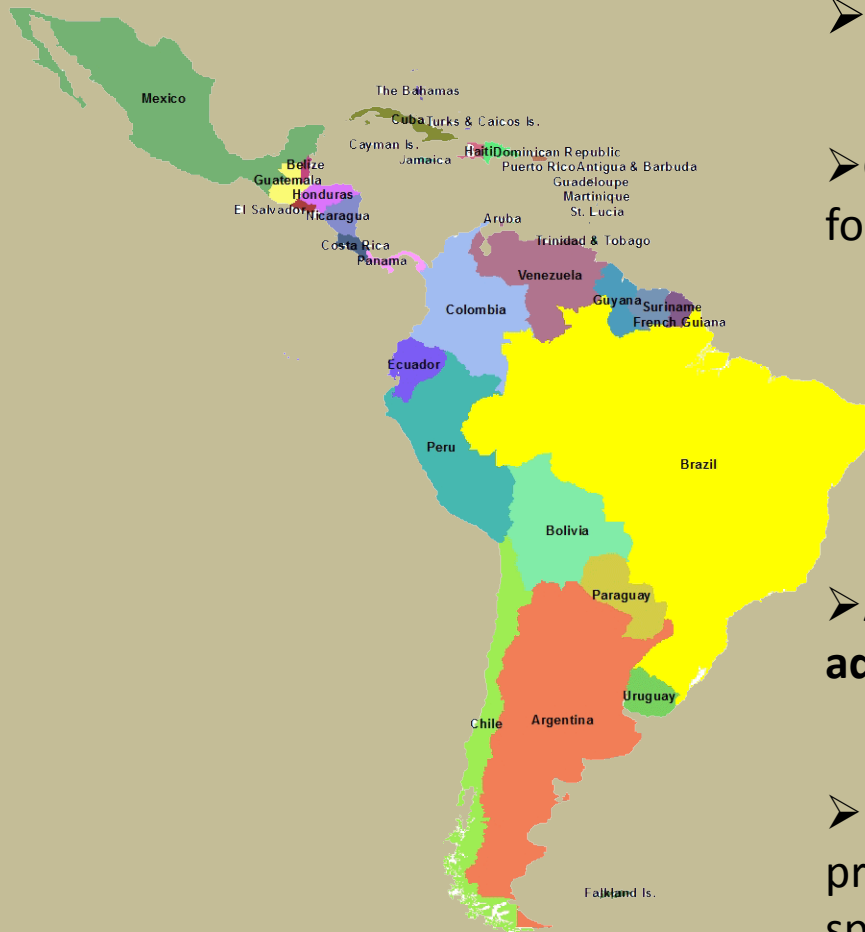 ➤
Mexico
The Bahamas
Cuba
Turks & Caicos Is.
Cayman Is.
Haiti
Dominican Republic
Jamaica
➤
Puerto Rico
Antigua & Barbuda
Belize
Guatemala
Guadeloupe
Honduras
Martinique
El Salvador
Nicaragua
St. Lucia
Aruba
fo
Costa Rica
Trinidad & Tobago
Panama
Venezuela
Colombia
Guyana
Suriname
French Guiana
Ecuador
Peru
Brazil
Bolivia
Paraguay
➤
ad
Uruguay
Chile
Argentina
➤
pr
Falkland Is.
sp